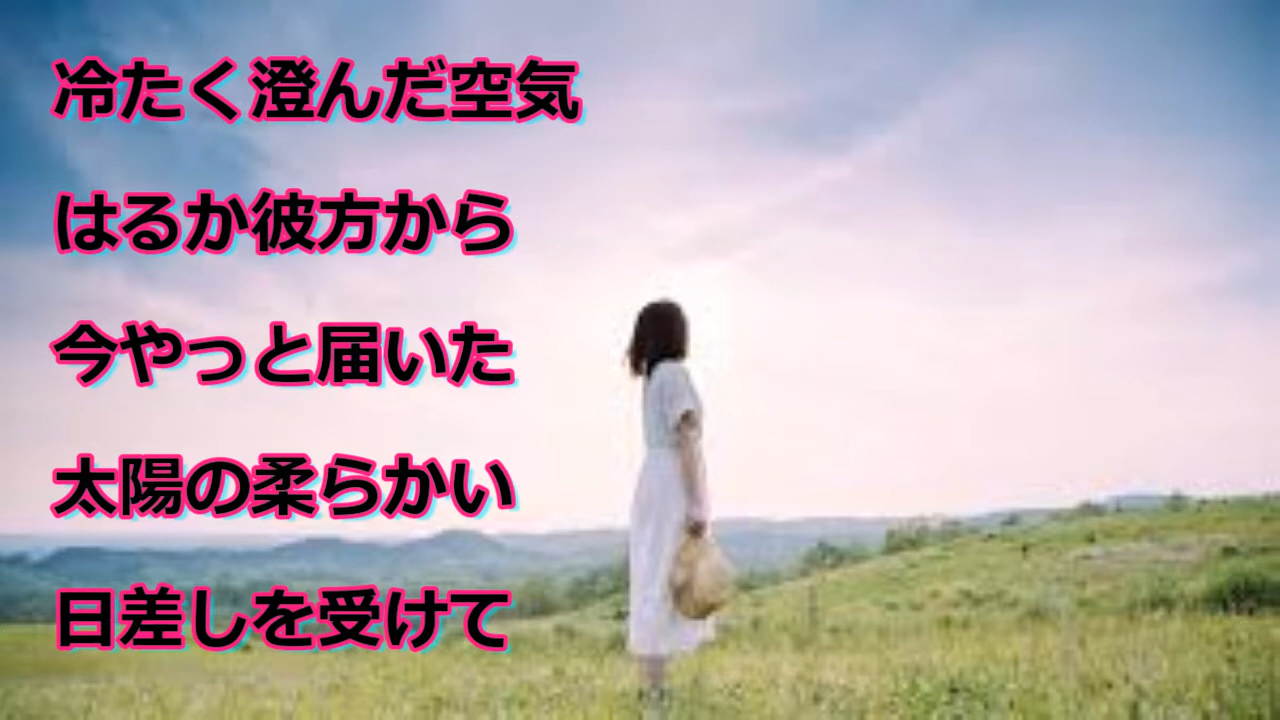 冷たく澄んだ空気
はるか彼方から
今やっと届いた
太陽の柔らかい
日差しを受けて